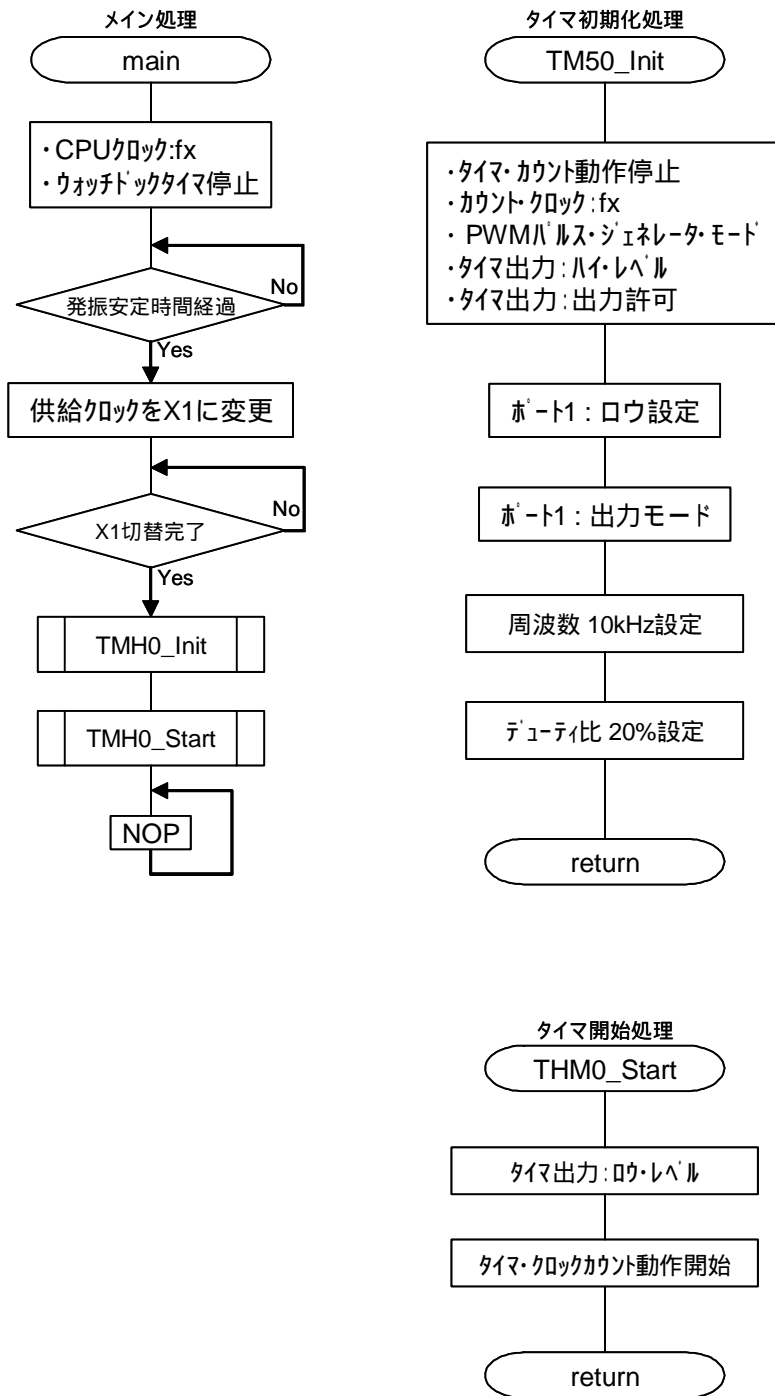 メイン処理
main
・CPUｸﾛｯｸ:fx
・ｳｫｯﾁﾄﾞｯｸﾀｲﾏ停止
No
発振安定時間経過
Yes
供給ｸﾛｯｸをX1に変更
No
X1切替完了
Yes
TMH0_Init
TMH0_Start
NOP
タイマ初期化処理
TM50_Init
・ﾀｲﾏ・ｶｳﾝﾄ動作停止
・ｶｳﾝﾄ・ｸﾛｯｸ:fx
・ PWMﾊﾟﾙｽ・ｼﾞｪﾈﾚｰﾀ・ﾓｰﾄﾞ
・ﾀｲﾏ出力:ﾊｲ・ﾚﾍﾞﾙ
・ﾀｲﾏ出力:出力許可
ﾎﾟｰﾄ1 : ロウ設定
ﾎﾟｰﾄ1 : 出力モード
周波数 10kHz設定
ﾃﾞｭｰﾃｨ比 20%設定
return
タイマ開始処理
THM0_Start
ﾀｲﾏ出力:ﾛｳ・ﾚﾍﾞﾙ
ﾀｲﾏ・ｸﾛｯｸｶｳﾝﾄ動作開始
return